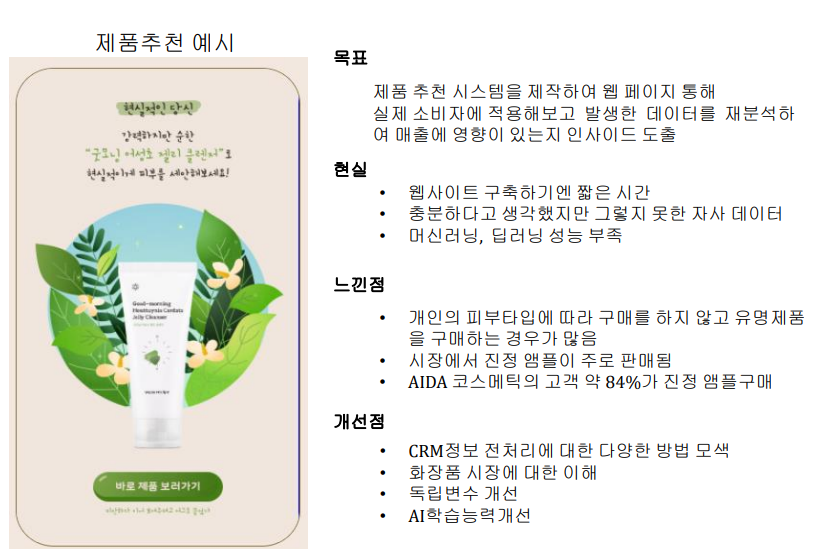 제품추천 예시
현실적인 당신
강력하지만 순한
"굿모닝 어성초 젤리 클렌저"로
현실적이게 피부를 세안해보세요!
Good-morning
Houttuynia Cordata
Jelly Cleanser
바로 제품 보러가기
목표
제품 추천 시스템을 제작하여 웹 페이지 통해
실제 소비자에 적용해보고 발생한 데이터를 재분석하
여 매출에 영향이 있는지 인사이드 도출
현실
• 웹사이트 구축하기엔 짧은 시간
• 충분하다고 생각했지만 그렇지 못한 자사 데이터
• 머신러닝, 딥러닝 성능 부족
느낀점
• 개인의 피부타입에 따라 구매를 하지 않고 유명제품
을 구매하는 경우가 많음
• 시장에서 진정 앰플이 주로 판매됨
• AIDA 코스메틱의 고객 약 84%가 진정 앰플구매
개선점
• CRM정보 전처리에 대한 다양한 방법 모색
• 화장품 시장에 대한 이해
• 독립변수 개선
• AI학습능력개선